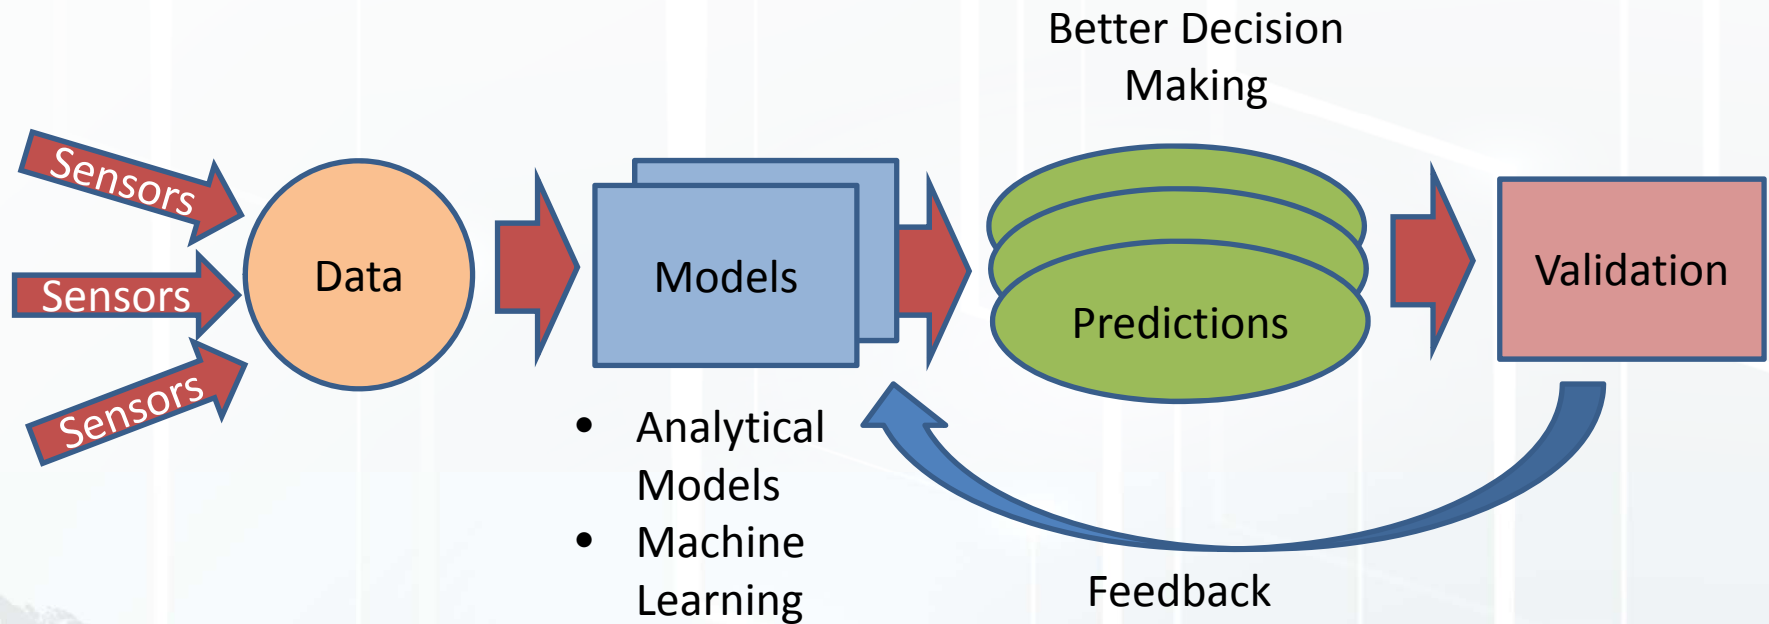 Better Decision
Making
Sensors
Sensors
Sensors
Data
Models
Predictions
Validation
• Analytical
Models
• Machine
Learning
Feedback